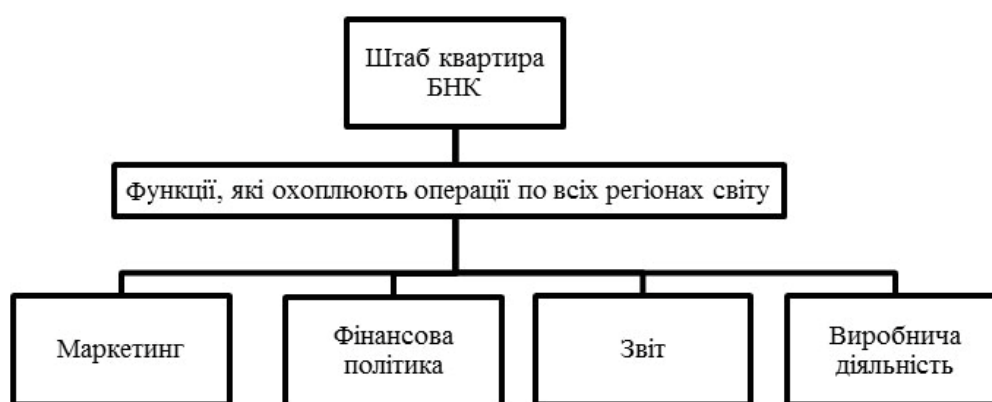 Штаб квартира
БНК
Функції, які охоплюють операції по всіх регіонах світу
Маркетинг
Фінансова
політика
Звіт
Виробнича
діяльність